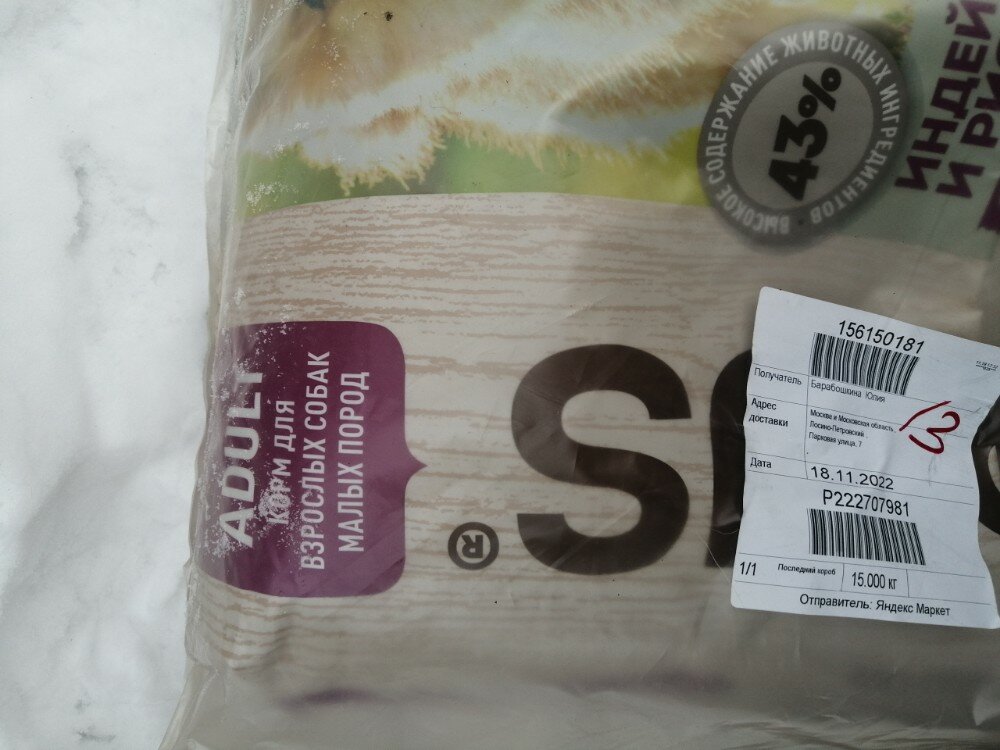 ВЫСОКОЕ СОДЕРЖАНИЕ ЖИВОТНЫХ ИНГРЕДИЕНТОВ
43%
ИНДЕЙ
И РИС
ADULT
КОРМ ДЛЯ
ВЗРОСЛЫХ СОБАК
МАЛЫХ ПОРОД
®
156150181
Получатель
Барабошкина Юлия
Адрес
доставки
Москва и Московская область,
Лосино-Петровский
Парковая улица, 7
13
Дата
18.11.2022
P222707981
1/1
Последний короб
15.000 кг
Отправитель: Яндекс Маркет